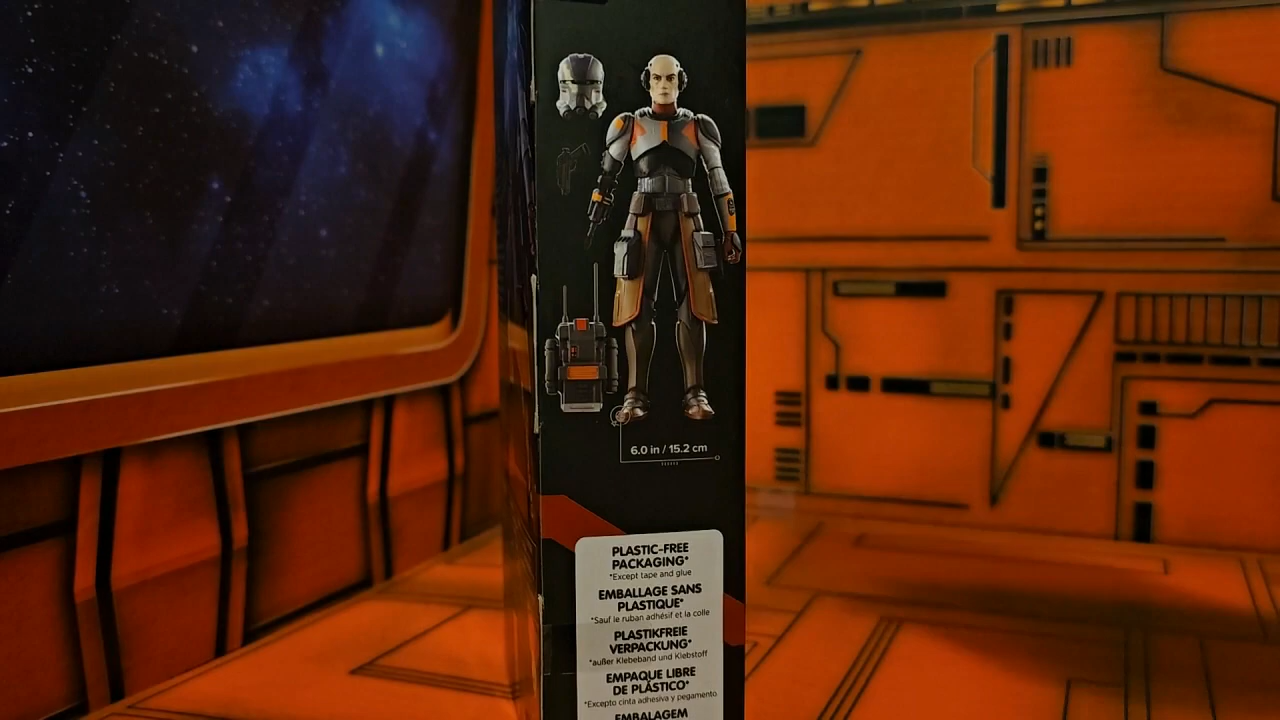 6.0 in / 15.2 cm
PLASTIC-FREE
PACKAGING*
*Except tape and glue
EMBALLAGE SANS
PLASTIQUE*
*Sauf le ruban adhésif et la colle
PLASTIKFREIE
VERPACKUNG*
*außer Klebeband und Klebstoff
EMPAQUE LIBRE
DE PLÁSTICO*
*Excepto cinta adhesiva y pegamento
EMBALAGEM